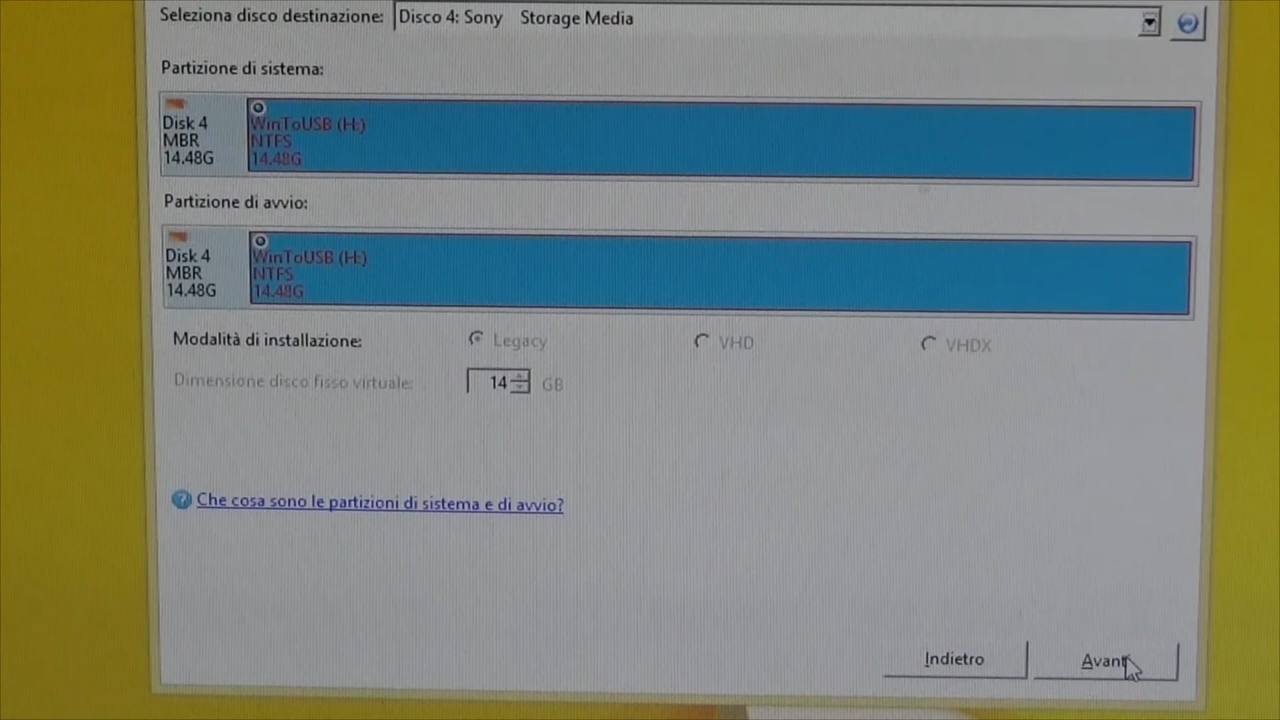 Seleziona disco destinazione: Disco 4: Sony Storage Media
Partizione di sistema:
Disk 4
MBR
14.48G
WinToUSB (H:)
NTFS
14.48G
Partizione di avvio:
Disk 4
MBR
14.48G
WinToUSB (H:)
NTFS
14.48G
Modalità di installazione: Legacy VHD VHDX
Dimensione disco fisso virtuale: 14 GB
Che cosa sono le partizioni di sistema e di avvio?
Indietro Avanti